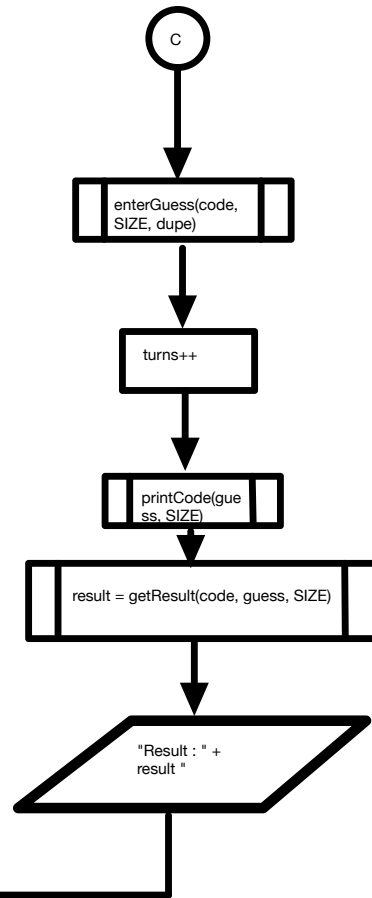 C
enterGuess(code,
SIZE, dupe)
turns++
printCode(gue
ss, SIZE)
result = getResult(code, guess, SIZE)
"Result : " +
result "